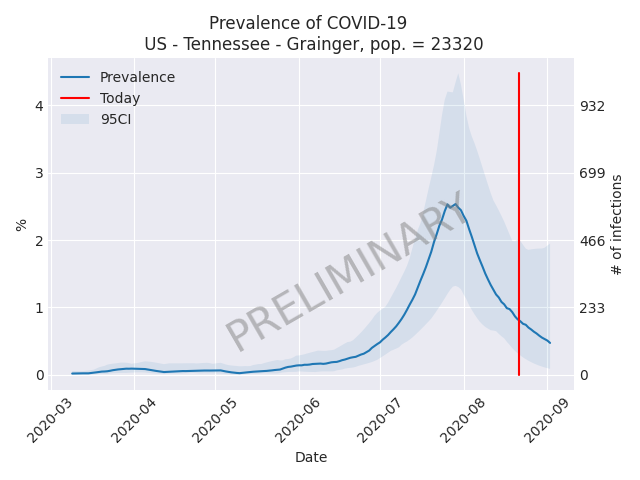 Prevalence of COVID-19
US - Tennessee - Grainger, pop. = 23320
Prevalence
Today
95CI
PRELIMINARY
%
4
3
2
1
0
932
699
466
233
0
# of infections
2020-03
2020-04
2020-05
2020-06
2020-07
2020-08
2020-09
Date